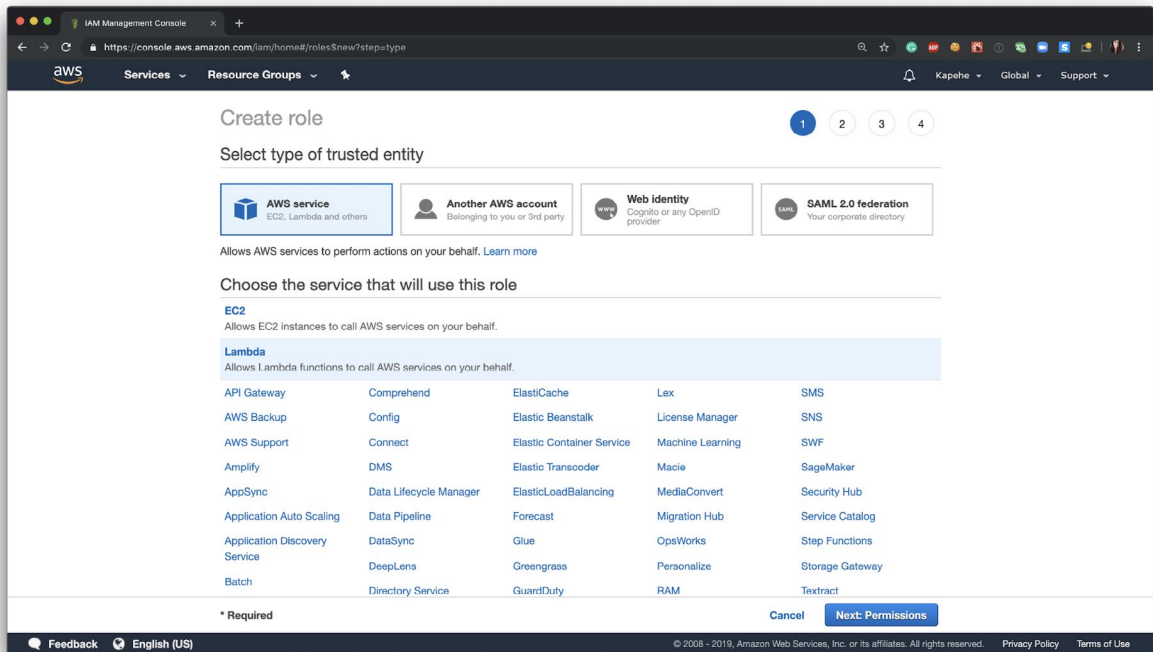 IAM Management Console
https://console.aws.amazon.com/iam/home#/roles$new?step=type
ABP
S
aws
Services
Resource Groups
Kapehe
Global
Support
Create role
1 2 3 4
Select type of trusted entity
AWS service
EC2, Lambda and others
Another AWS account
Belonging to you or 3rd party
WWW
Web identity
Cognito or any OpenID
provider
SAML
SAML 2.0 federation
Your corporate directory
Allows AWS services to perform actions on your behalf. Learn more
Choose the service that will use this role
EC2
Allows EC2 instances to call AWS services on your behalf.
Lambda
Allows Lambda functions to call AWS services on your behalf.
API Gateway Comprehend ElastiCache Lex SMS
AWS Backup Config Elastic Beanstalk License Manager SNS
AWS Support Connect Elastic Container Service Machine Learning SWF
Amplify DMS Elastic Transcoder Macie SageMaker
AppSync Data Lifecycle Manager ElasticLoadBalancing MediaConvert Security Hub
Application Auto Scaling Data Pipeline Forecast Migration Hub Service Catalog
Application Discovery DataSync Glue OpsWorks Step Functions
Service
DeepLens Greengrass Personalize Storage Gateway
Batch
Directory Service GuardDuty RAM Textract
* Required
Cancel
Next: Permissions
Feedback
English (US)
© 2008 - 2019, Amazon Web Services, Inc. or its affiliates. All rights reserved.
Privacy Policy
Terms of Use